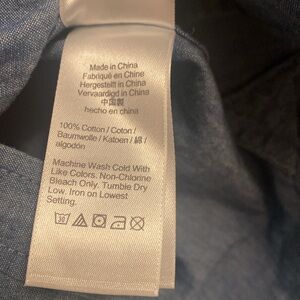 Made in China
Fabriqué en Chine
Hergestellt in China
Vervaardigd in China
中国製
hecho en china
100% Cotton / Coton /
Baumwolle / Katoen / 綿 /
algodón
Machine Wash Cold With
Like Colors. Non-Chlorine
Bleach Only. Tumble Dry
Low. Iron on Lowest
Setting.
30